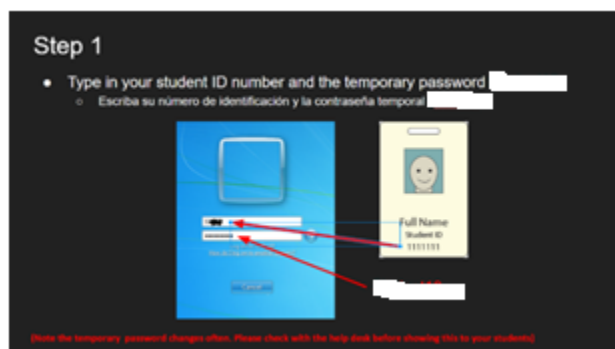 Step 1
Type in your student ID number and the temporary password
Escriba su número de identificación y la contraseña temporal
Full Name
Student ID
1111111
Cancel
(Note the temporary password changes often. Please check with the help desk before showing this to your students)